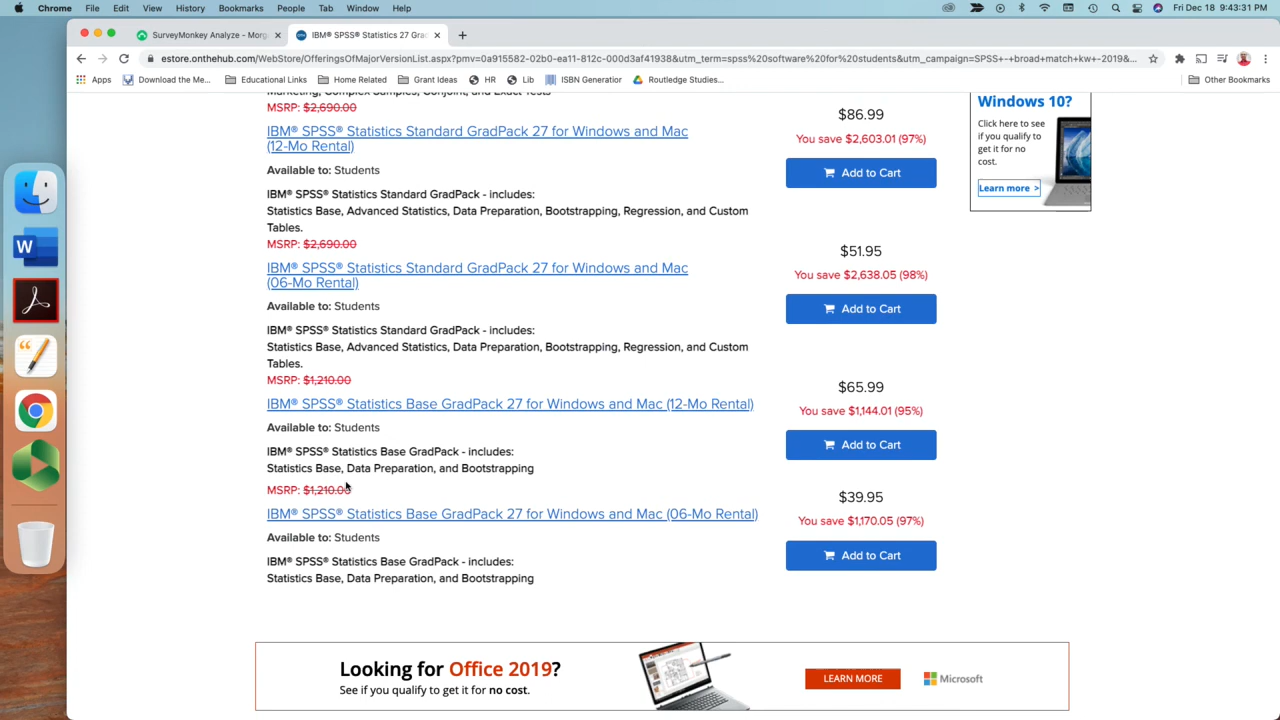 Chrome File Edit View History Bookmarks People Tab Window Help Fri Dec 18 9:43:31 PM
SurveyMonkey Analyze - Morg
IBM® SPSS® Statistics 27 Grad
estore.onthehub.com/WebStore/OfferingsOfMajorVersionList.aspx?pmv=0a915582-02b0-ea11-812c-000d3af41938&utm_term=spss%20software%20for%20students&utm_campaign=SPSS+-+broad+match+kw+-2019&...
Apps Download the Me... Educational Links Home Related Grant Ideas HR Lib ISBN Generatior Routledge Studies... Other Bookmarks
Marketing, Complex Samples, Conjoint, and Exact Tests
MSRP: $2,690.00
IBM® SPSS® Statistics Standard GradPack 27 for Windows and Mac
(12-Mo Rental)
Available to: Students
IBM® SPSS® Statistics Standard GradPack - includes:
Statistics Base, Advanced Statistics, Data Preparation, Bootstrapping, Regression, and Custom
Tables.
$86.99
You save $2,603.01 (97%)
Add to Cart
MSRP: $2,690.00
IBM® SPSS® Statistics Standard GradPack 27 for Windows and Mac
(06-Mo Rental)
Available to: Students
IBM® SPSS® Statistics Standard GradPack - includes:
Statistics Base, Advanced Statistics, Data Preparation, Bootstrapping, Regression, and Custom
Tables.
$51.95
You save $2,638.05 (98%)
Add to Cart
MSRP: $1,210.00
IBM® SPSS® Statistics Base GradPack 27 for Windows and Mac (12-Mo Rental)
Available to: Students
IBM® SPSS® Statistics Base GradPack - includes:
Statistics Base, Data Preparation, and Bootstrapping
$65.99
You save $1,144.01 (95%)
Add to Cart
MSRP: $1,210.00
IBM® SPSS® Statistics Base GradPack 27 for Windows and Mac (06-Mo Rental)
Available to: Students
IBM® SPSS® Statistics Base GradPack - includes:
Statistics Base, Data Preparation, and Bootstrapping
$39.95
You save $1,170.05 (97%)
Add to Cart
Windows 10?
Click here to see
if you qualify to
get it for no
cost.
Learn more >
Looking for Office 2019?
See if you qualify to get it for no cost.
LEARN MORE
Microsoft